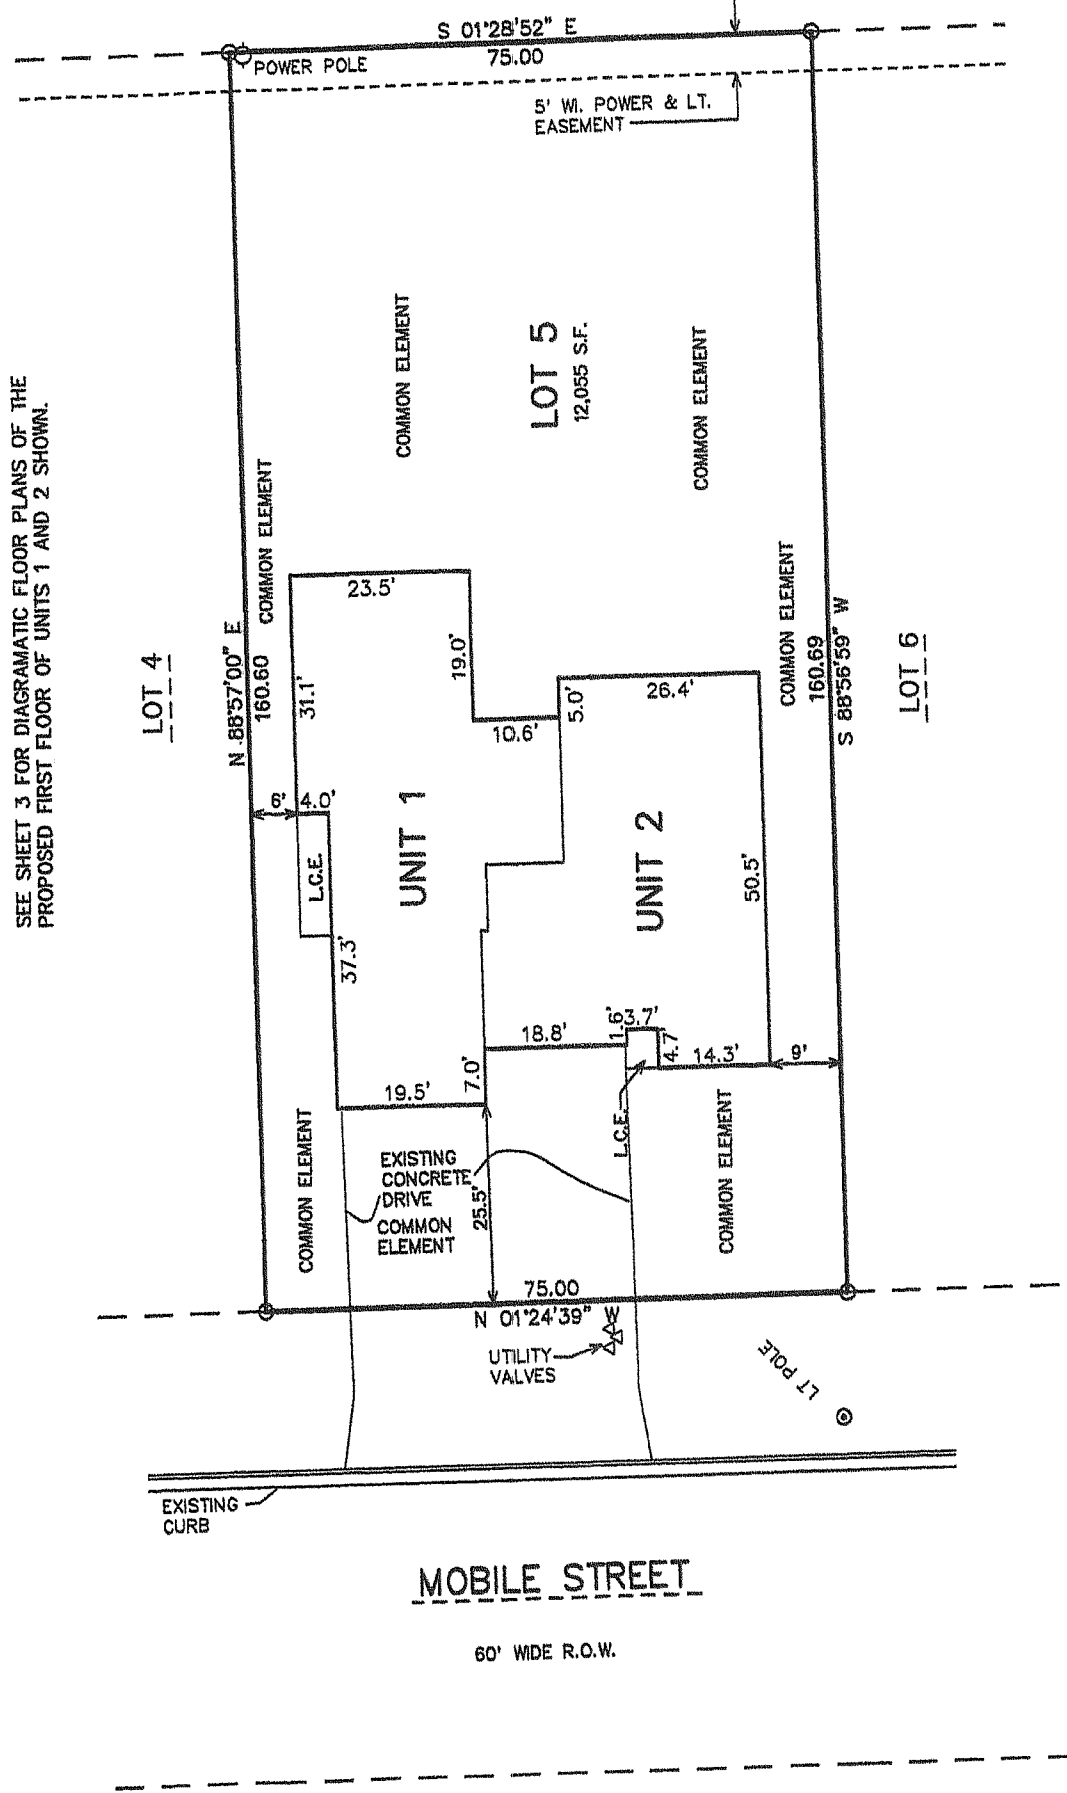 S 01°28'52" E
75.00
POWER POLE
5' WI. POWER & LT.
EASEMENT
SEE SHEET 3 FOR DIAGRAMATIC FLOOR PLANS OF THE
PROPOSED FIRST FLOOR OF UNITS 1 AND 2 SHOWN.
COMMON ELEMENT
LOT 5
12,055 S.F.
COMMON ELEMENT
COMMON ELEMENT
COMMON ELEMENT
LOT 4
N 88°57'00" E
160.60
160.69
S 88°56'59" W
LOT 6
23.5'
31.1'
19.0'
10.6'
5.0'
26.4'
6'
4.0'
L.C.E.
UNIT 1
UNIT 2
50.5'
37.3'
18.8'
1.6'
3.7'
4.7
14.3'
9'
7.0'
19.5'
L.C.E.
COMMON ELEMENT
EXISTING
CONCRETE
DRIVE
COMMON
ELEMENT
25.5'
COMMON ELEMENT
75.00
N 01°24'39" W
UTILITY
VALVES
LT POLE
EXISTING
CURB
MOBILE STREET
60' WIDE R.O.W.